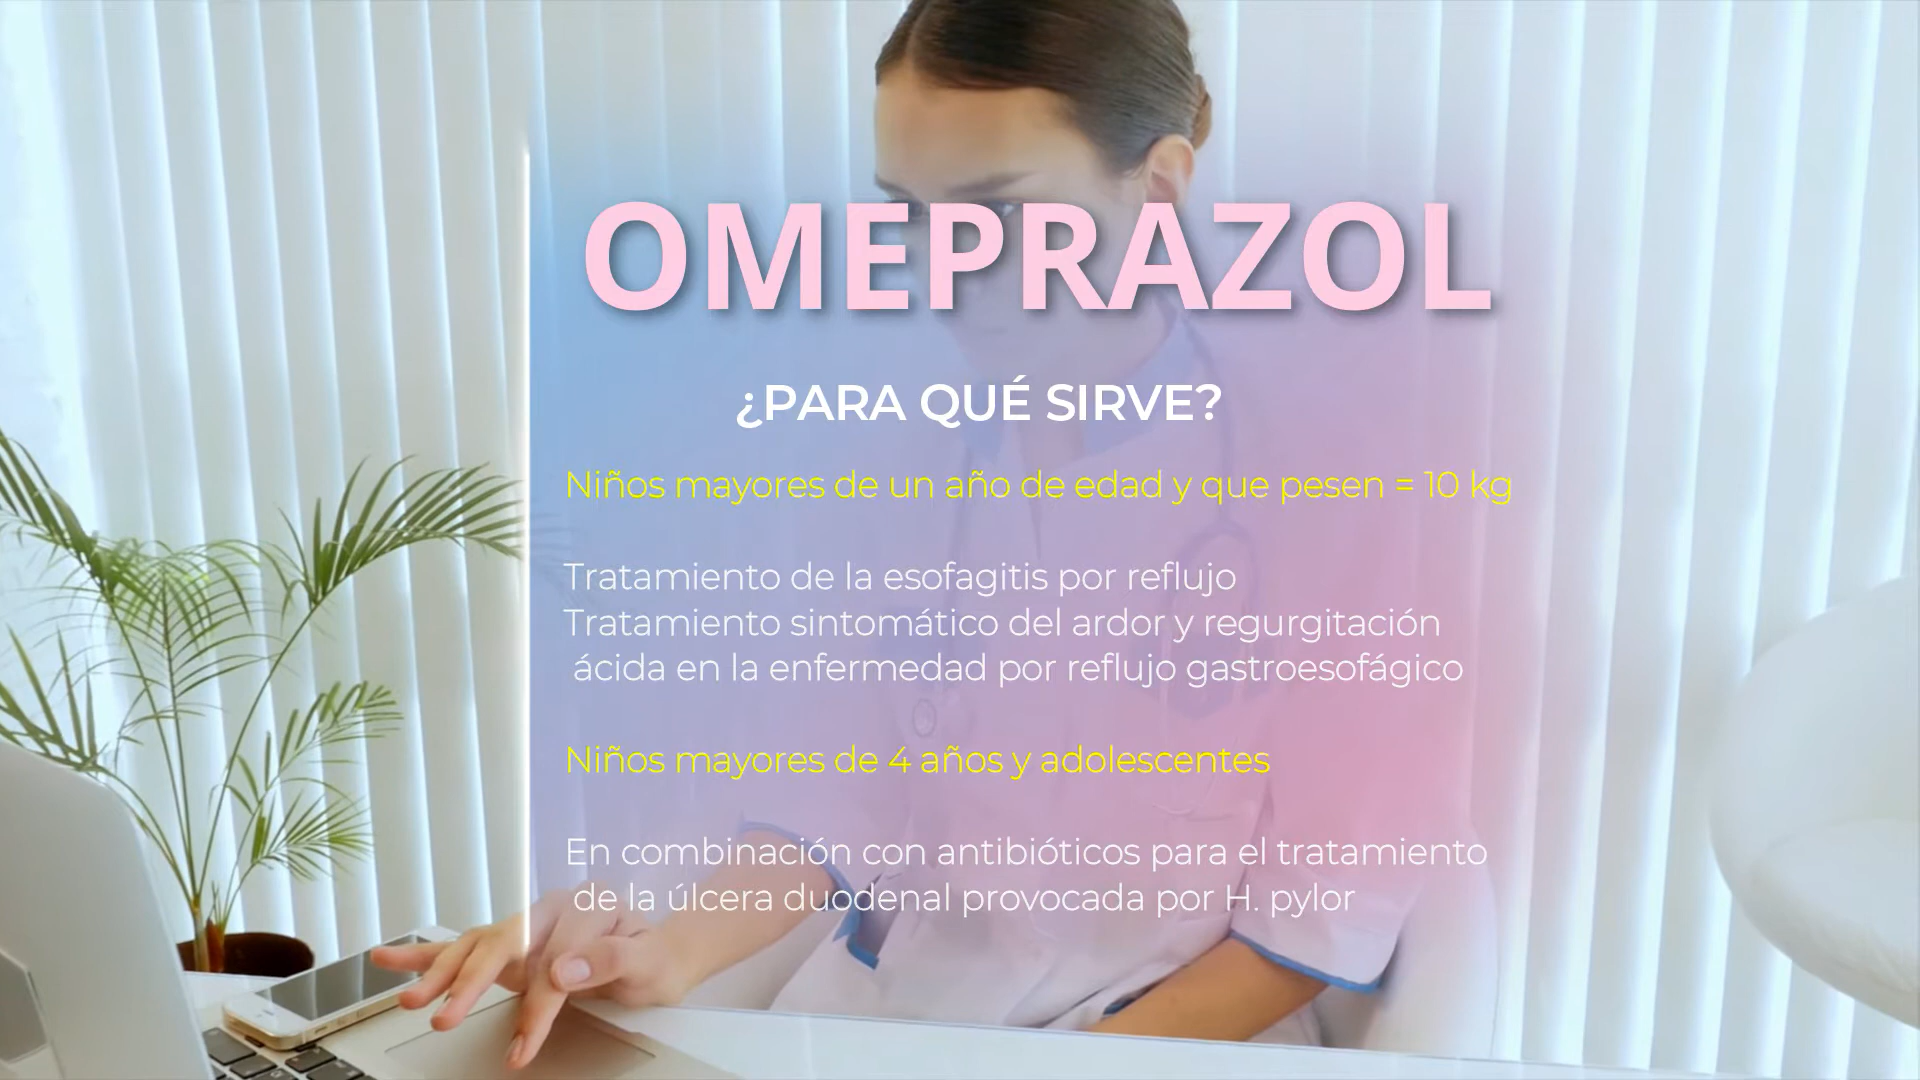 OMEPRAZOL
¿PARA QUÉ SIRVE?
Niños mayores de un año de edad y que pesen = 10 kg
Tratamiento de la esofagitis por reflujo
Tratamiento sintomático del ardor y regurgitación
ácida en la enfermedad por reflujo gastroesofágico
Niños mayores de 4 años y adolescentes
En combinación con antibióticos para el tratamiento
de la úlcera duodenal provocada por H. pylor